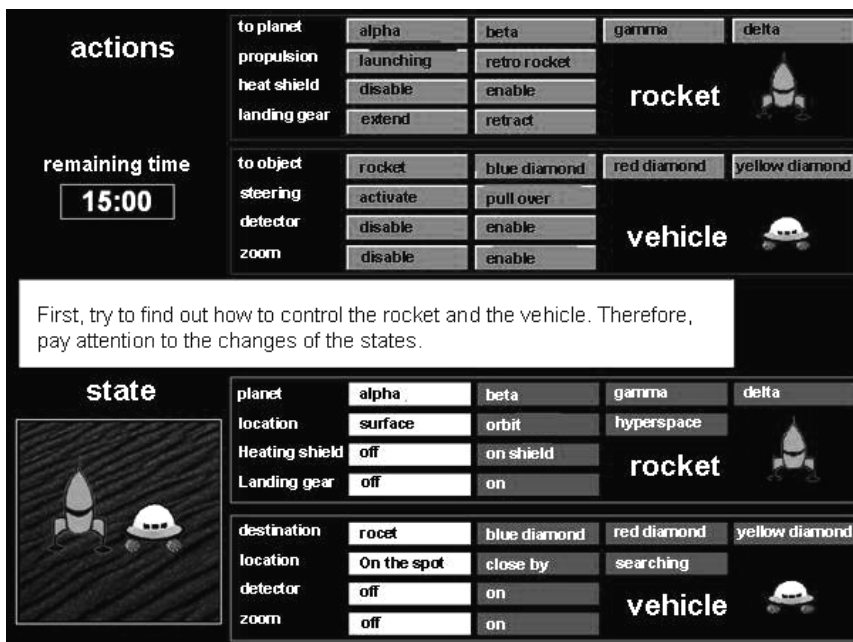 actions
to planet alpha beta gamma delta
propulsion launching retro rocket
heat shield disable enable
rocket
landing gear extend retract
remaining time
15:00
to object rocket blue diamond red diamond yellow diamond
steering activate pull over
detector disable enable
vehicle
zoom disable enable
First, try to find out how to control the rocket and the vehicle. Therefore,
pay attention to the changes of the states.
state
planet alpha beta gamma delta
location surface orbit hyperspace
Heating shield off on shield
rocket
Landing gear off on
destination rocet blue diamond red diamond yellow diamond
location On the spot close by searching
detector off on
vehicle
zoom off on